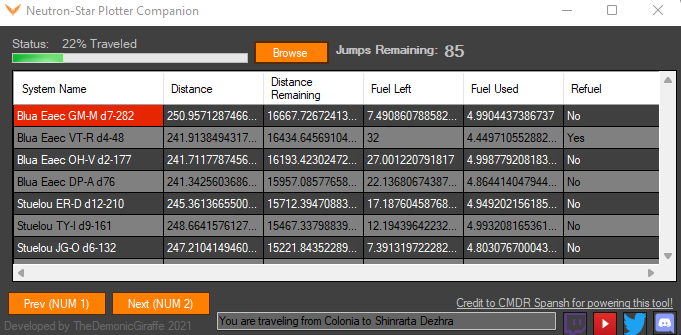 Neutron-Star Plotter Companion
Status: 22% Traveled
Browse
Jumps Remaining: 85
System Name Distance Distance Remaining Fuel Left Fuel Used Refuel
Blua Eaec GM-M d7-282 250.9571287466... 16667.72672413... 7.490860788582... 4.9904437386737 No
Blua Eaec VT-R d4-48 241.9138494317... 16434.64569104... 32 4.449710552882... Yes
Blua Eaec OH-V d2-177 241.7117787456... 16193.42302472... 27.001220791817 4.998779208183... No
Blua Eaec DP-A d76 241.3425603686... 15957.08577658... 22.13680674387... 4.864414047944... No
Stuelou ER-D d12-210 245.3613665500... 15712.39470883... 17.18760458768... 4.949202156185... No
Stuelou TY-I d9-161 248.6641576127... 15467.33798839... 12.19439642232... 4.993208165361... No
Stuelou JG-O d6-132 247.2104149460... 15221.84352289... 7.391319722282... 4.803076700043... No
Prev (NUM 1)
Next (NUM 2)
Credit to CMDR Spansh for powering this tool!
Developed by TheDemonicGiraffe 2021
You are traveling from Colonia to Shinrarta Dezhra